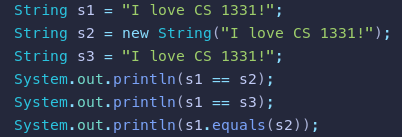 String s1 = "I love CS 1331!";
String s2 = new String("I love CS 1331!");
String s3 = "I love CS 1331!";
System.out.println(s1 == s2);
System.out.println(s1 == s3);
System.out.println(s1.equals(s2));